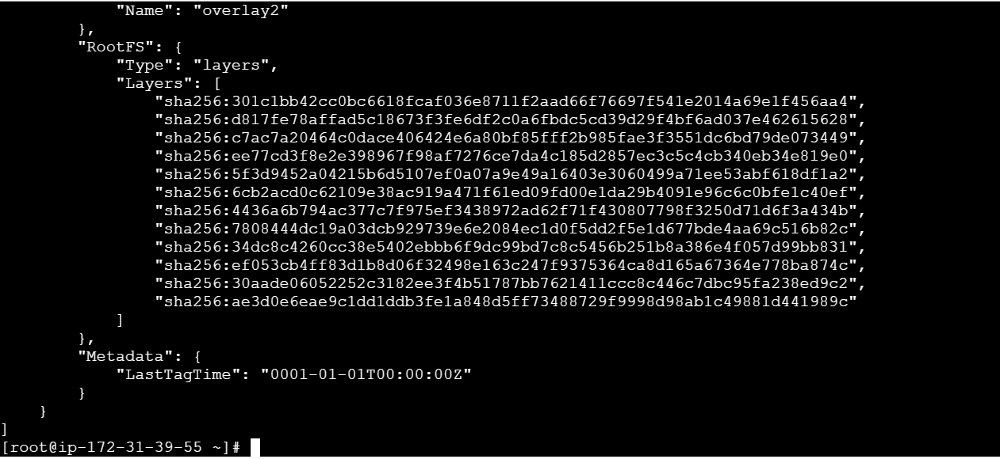 "Name": "overlay2"
},
"RootFS": {
"Type": "layers",
"Layers": [
"sha256:301c1bb42cc0bc6618fcaf036e8711f2aad66f76697f541e2014a69e1f456aa4",
"sha256:d817fe78affad5c18673f3fe6df2c0a6fbdc5cd39d29f4bf6ad037e462615628",
"sha256:c7ac7a20464c0dace406424e6a80bf85fff2b985fae3f3551dc6bd79de073449",
"sha256:ee77cd3f8e2e398967f98af7276ce7da4c185d2857ec3c5c4cb340eb34e819e0",
"sha256:5f3d9452a04215b6d5107ef0a07a9e49a16403e3060499a71ee53abf618df1a2",
"sha256:6cb2acd0c62109e38ac919a471f61ed09fd00e1da29b4091e96c6c0bfe1c40ef",
"sha256:4436a6b794ac377c7f975ef3438972ad62f71f430807798f3250d71d6f3a434b",
"sha256:7808444dc19a03dcb929739e6e2084ec1d0f5dd2f5e1d677bde4aa69c516b82c",
"sha256:34dc8c4260cc38e5402ebbb6f9dc99bd7c8c5456b251b8a386e4f057d99bb831",
"sha256:ef053cb4ff83d1b8d06f32498e163c247f9375364ca8d165a67364e778ba874c",
"sha256:30aade06052252c3182ee3f4b51787bb7621411ccc8c446c7dbc95fa238ed9c2",
"sha256:ae3d0e6eae9c1dd1ddb3fe1a848d5ff73488729f9998d98ab1c49881d441989c"
]
},
"Metadata": {
"LastTagTime": "0001-01-01T00:00:00Z"
}
}
]
[root@ip-172-31-39-55 ~]#